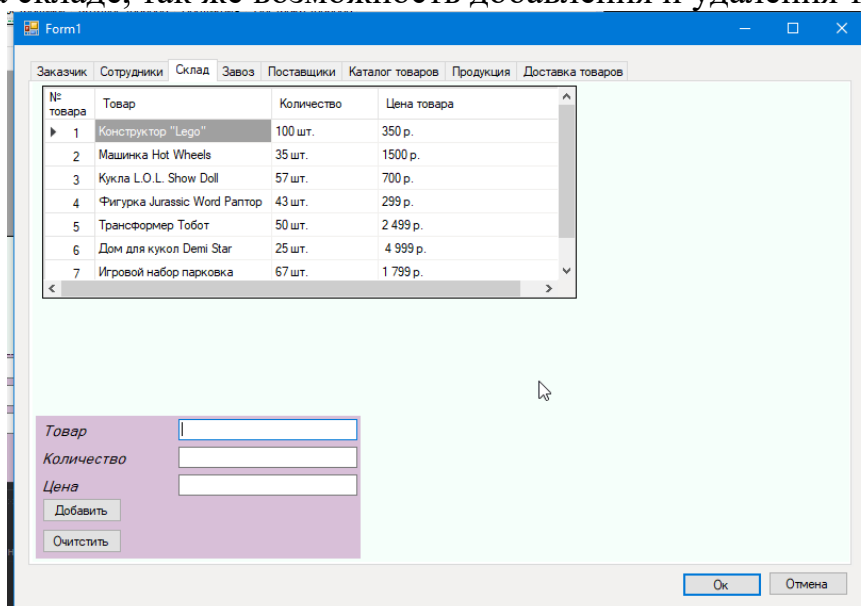 складе, так же возможность добавления и удаления
Form1
Заказчик Сотрудники Склад Завоз Поставщики Каталог товаров Продукция Доставка товаров
№ товара Товар Количество Цена товара
1 Конструктор "Lego" 100 шт. 350 р.
2 Машинка Hot Wheels 35 шт. 1500 р.
3 Кукла L.O.L. Show Doll 57 шт. 700 р.
4 Фигурка Jurassic Word Раптор 43 шт. 299 р.
5 Трансформер Тобот 50 шт. 2 499 р.
6 Дом для кукол Demi Star 25 шт. 4 999 р.
7 Игровой набор парковка 67 шт. 1 799 р.
Товар
Количество
Цена
Добавить
Очитстить
Ок Отмена